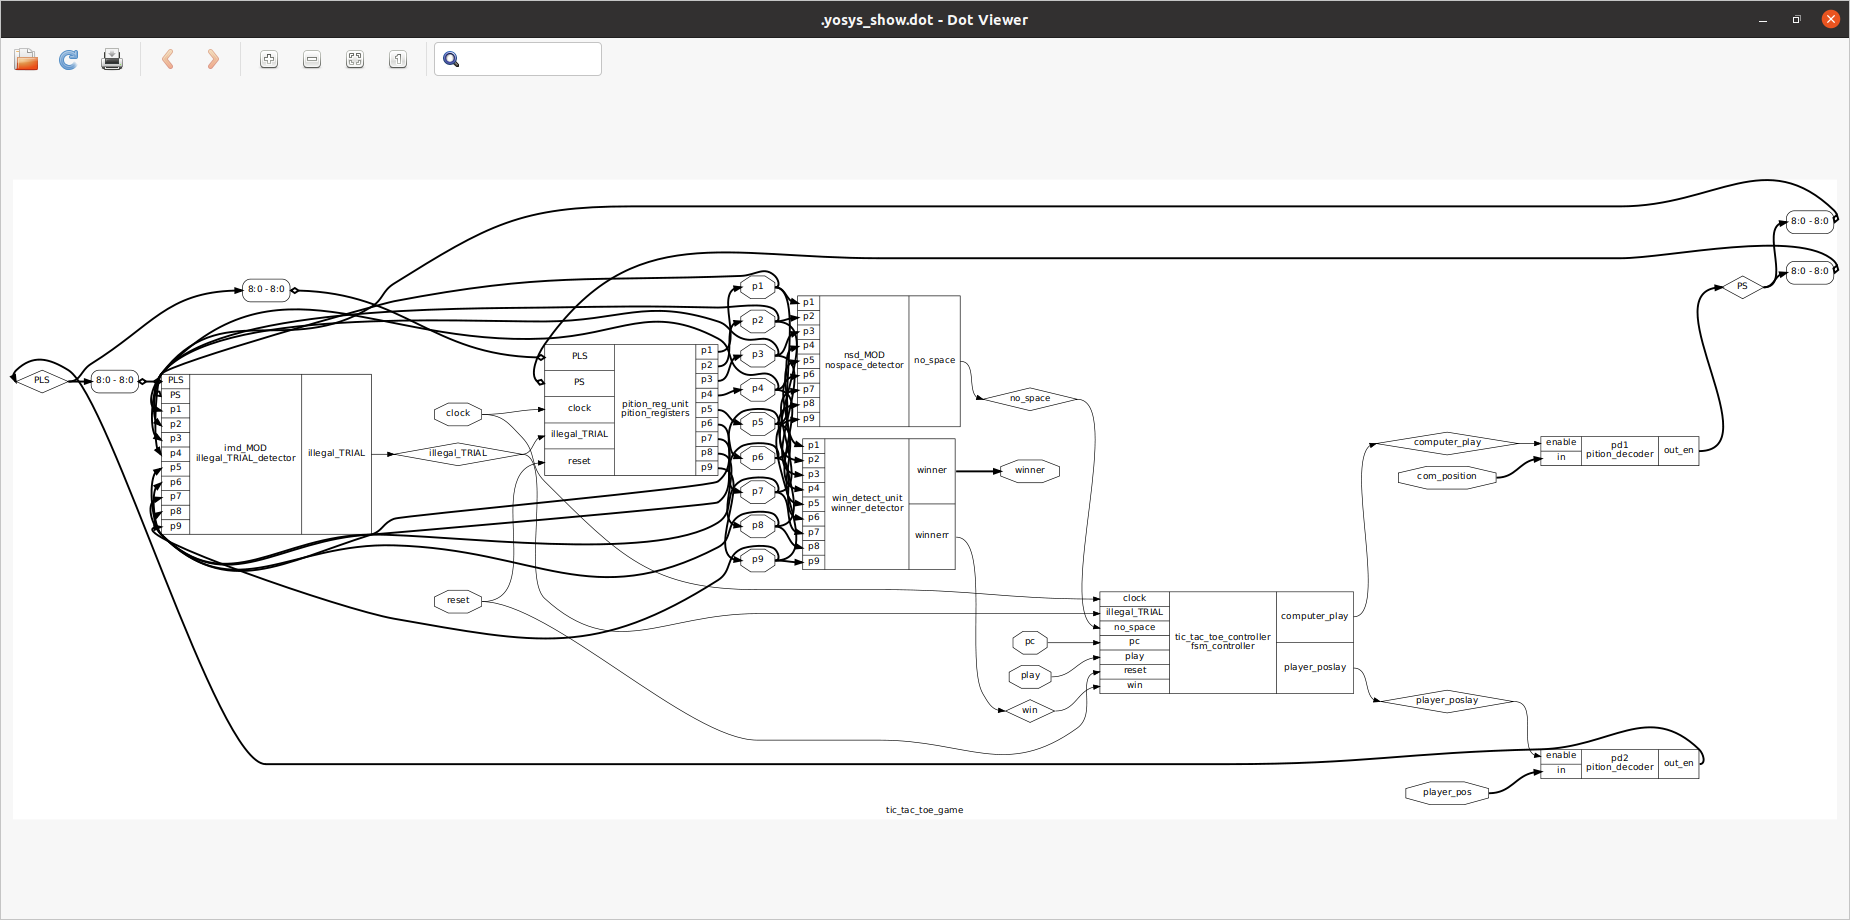 .yosys_show.dot - Dot Viewer
1
8:0 - 8:0
8:0 - 8:0
PS
8:0 - 8:0
PLS
8:0 - 8:0
PLS
PS
p1
p2
p3
p4
p5
p6
p7
p8
p9
imd_MOD
illegal_TRIAL_detector
illegal_TRIAL
illegal_TRIAL
clock
reset
PLS
PS
clock
illegal_TRIAL
reset
pition_reg_unit
pition_registers
p1
p2
p3
p4
p5
p6
p7
p8
p9
p1
p2
p3
p4
p5
p6
p7
p8
p9
p1
p2
p3
p4
p5
p6
p7
p8
p9
nsd_MOD
nospace_detector
no_space
no_space
p1
p2
p3
p4
p5
p6
p7
p8
p9
win_detect_unit
winner_detector
winner
winnerr
winner
pc
play
win
clock
illegal_TRIAL
no_space
pc
play
reset
win
tic_tac_toe_controller
fsm_controller
computer_play
player_poslay
computer_play
com_position
enable
in
pd1
pition_decoder
out_en
player_poslay
player_pos
enable
in
pd2
pition_decoder
out_en
tic_tac_toe_game